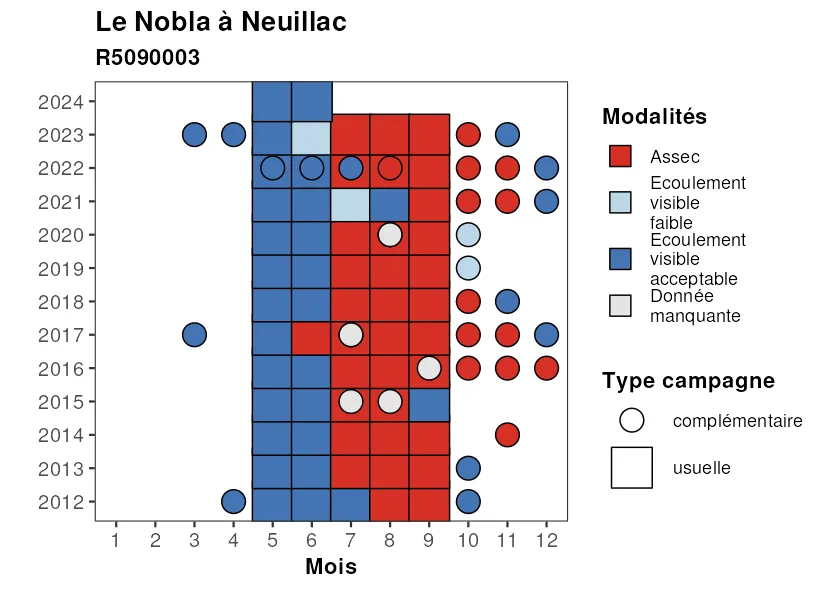 Le Nobla à Neuillac
R5090003
2024
2023
2022
2021
2020
2019
2018
2017
2016
2015
2014
2013
2012
1 2 3 4 5 6 7 8 9 10 11 12
Mois
Modalités
Assec
Ecoulement
visible
faible
Ecoulement
visible
acceptable
Donnée
manquante
Type campagne
complémentaire
usuelle